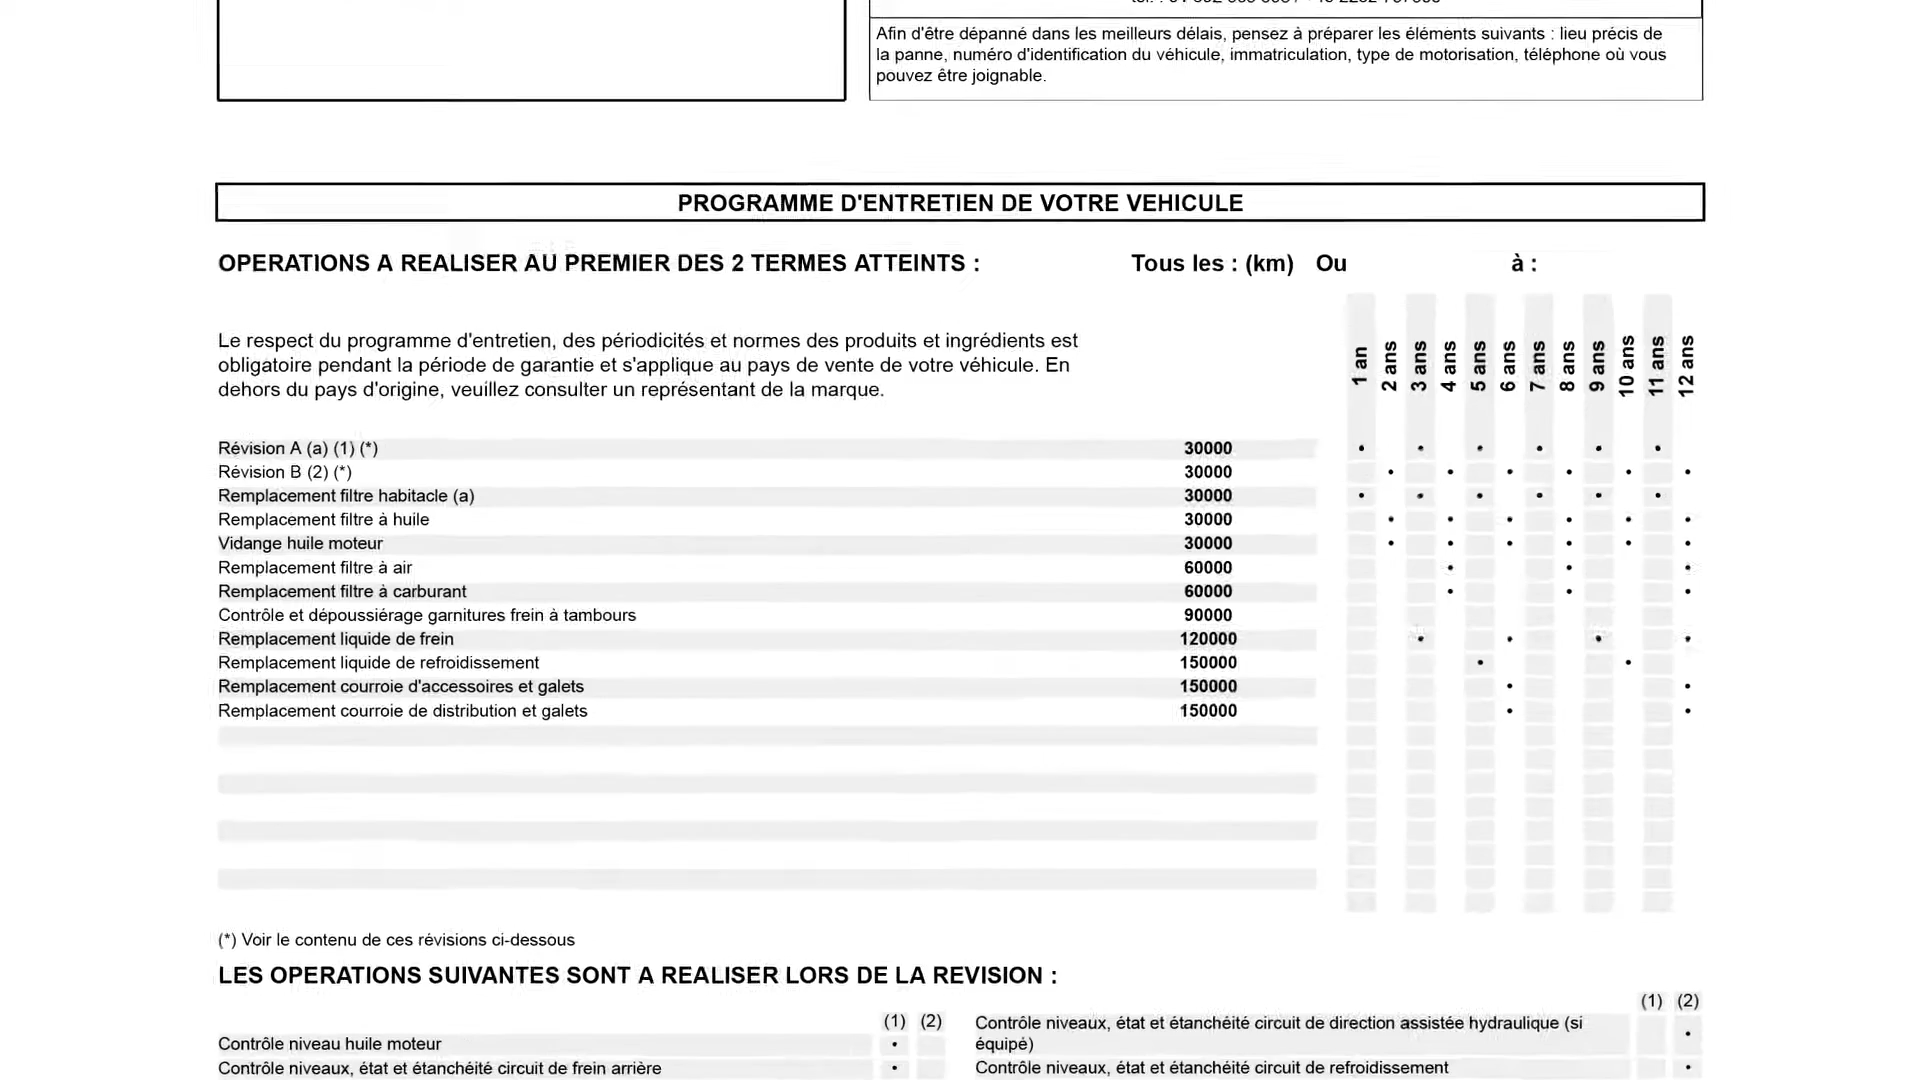 Afin d'être dépanné dans les meilleurs délais, pensez à préparer les éléments suivants : lieu précis de
la panne, numéro d'identification du véhicule, immatriculation, type de motorisation, téléphone où vous
pouvez être joignable.
PROGRAMME D'ENTRETIEN DE VOTRE VEHICULE
OPERATIONS A REALISER AU PREMIER DES 2 TERMES ATTEINTS : Tous les : (km) Ou à :
1 an 2 ans 3 ans 4 ans 5 ans 6 ans 7 ans 8 ans 9 ans 10 ans 11 ans 12 ans
Le respect du programme d'entretien, des périodicités et normes des produits et ingrédients est
obligatoire pendant la période de garantie et s'applique au pays de vente de votre véhicule. En
dehors du pays d'origine, veuillez consulter un représentant de la marque.
Révision A (a) (1) (*) 30000 • • • • • •
Révision B (2) (*) 30000 • • • • • •
Remplacement filtre habitacle (a) 30000 • • • • • •
Remplacement filtre à huile 30000 • • • • • •
Vidange huile moteur 30000 • • • • • •
Remplacement filtre à air 60000 • • •
Remplacement filtre à carburant 60000 • • •
Contrôle et dépoussiérage garnitures frein à tambours 90000
Remplacement liquide de frein 120000 • • • •
Remplacement liquide de refroidissement 150000 • •
Remplacement courroie d'accessoires et galets 150000 • •
Remplacement courroie de distribution et galets 150000 • •
(*) Voir le contenu de ces révisions ci-dessous
LES OPERATIONS SUIVANTES SONT A REALISER LORS DE LA REVISION :
(1) (2)
Contrôle niveau huile moteur •
Contrôle niveaux, état et étanchéité circuit de frein arrière •
(1) (2)
Contrôle niveaux, état et étanchéité circuit de direction assistée hydraulique (si
équipé) •
Contrôle niveaux, état et étanchéité circuit de refroidissement •